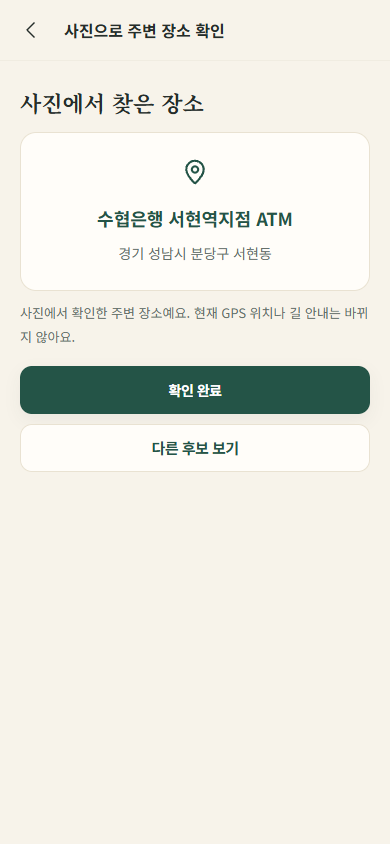 사진으로 주변 장소 확인
사진에서 찾은 장소
수협은행 서현역지점 ATM
경기 성남시 분당구 서현동
사진에서 확인한 주변 장소예요. 현재 GPS 위치나 길 안내는 바뀌
지 않아요.
확인 완료
다른 후보 보기